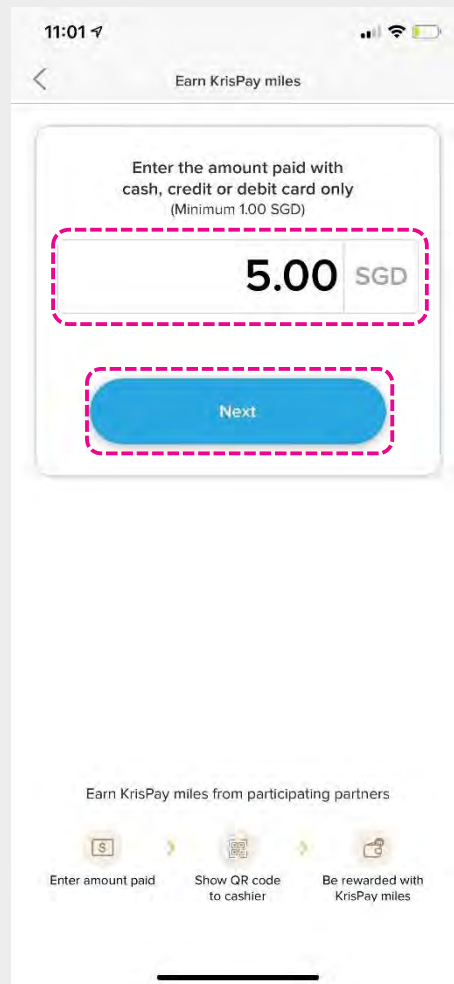 11:01
Earn KrisPay miles
Enter the amount paid with
cash, credit or debit card only
(Minimum 1.00 SGD)
5.00 SGD
Next
Earn KrisPay miles from participating partners
$
Enter amount paid
Show QR code
to cashier
Be rewarded with
KrisPay miles